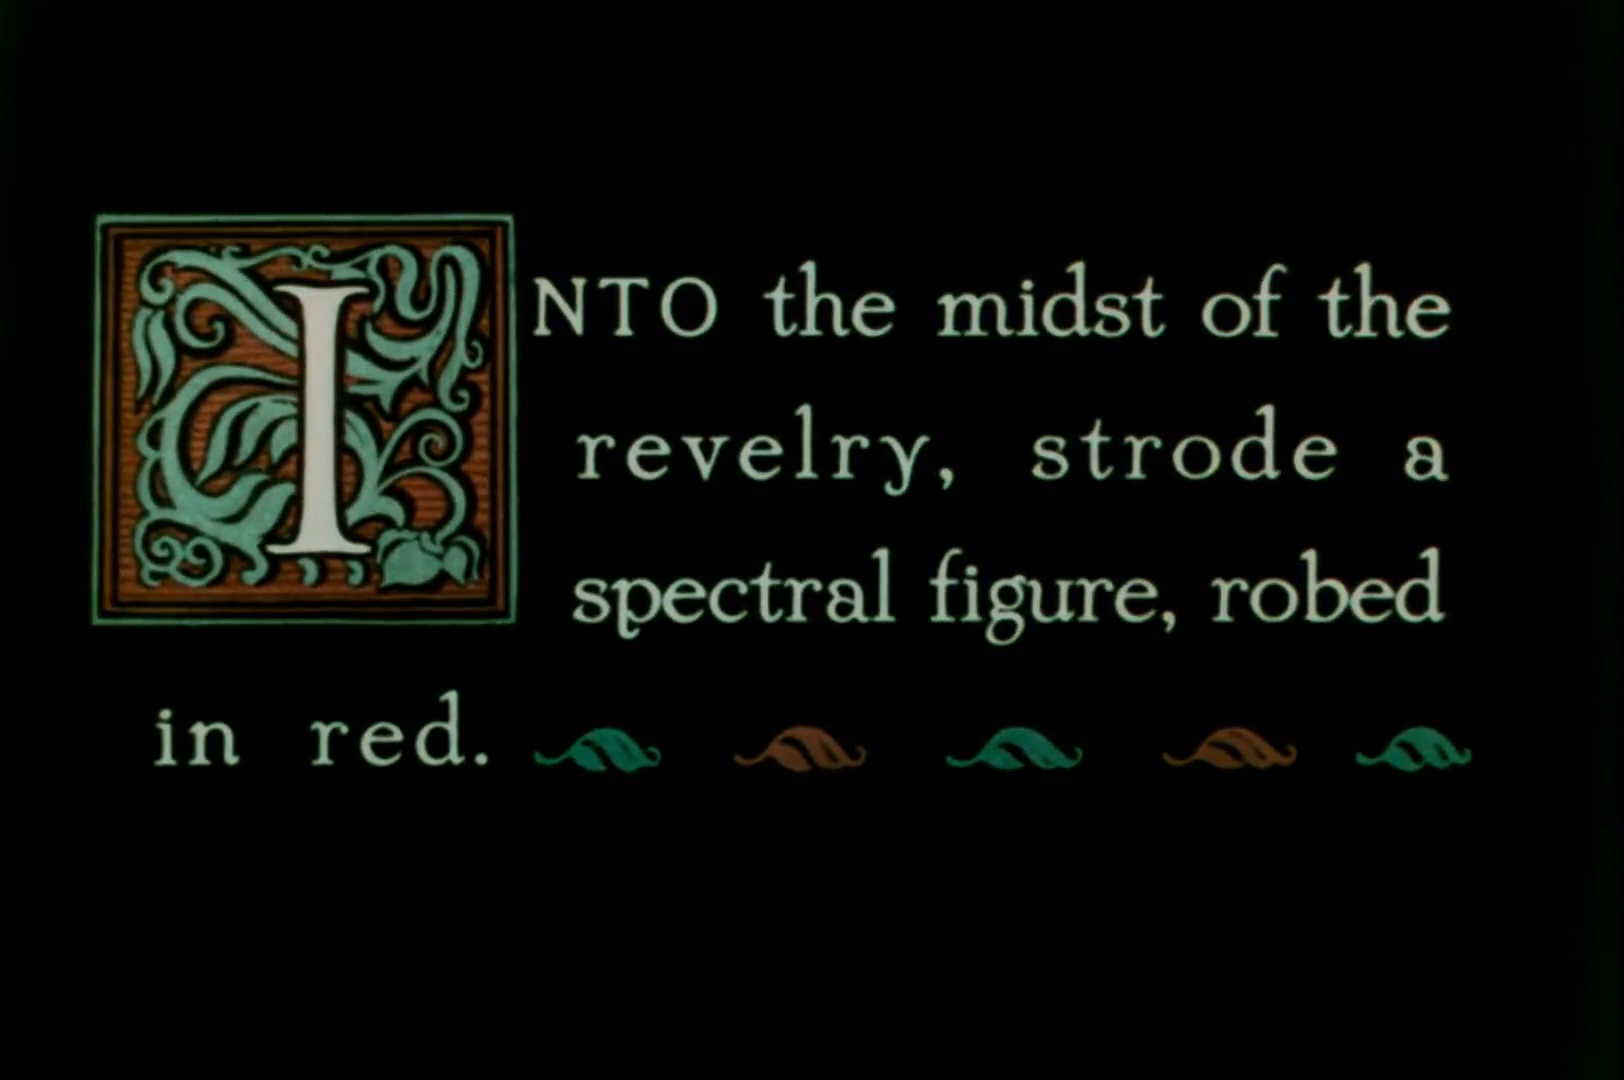 INTO the midst of the
revelry, strode a
spectral figure, robed
in red.